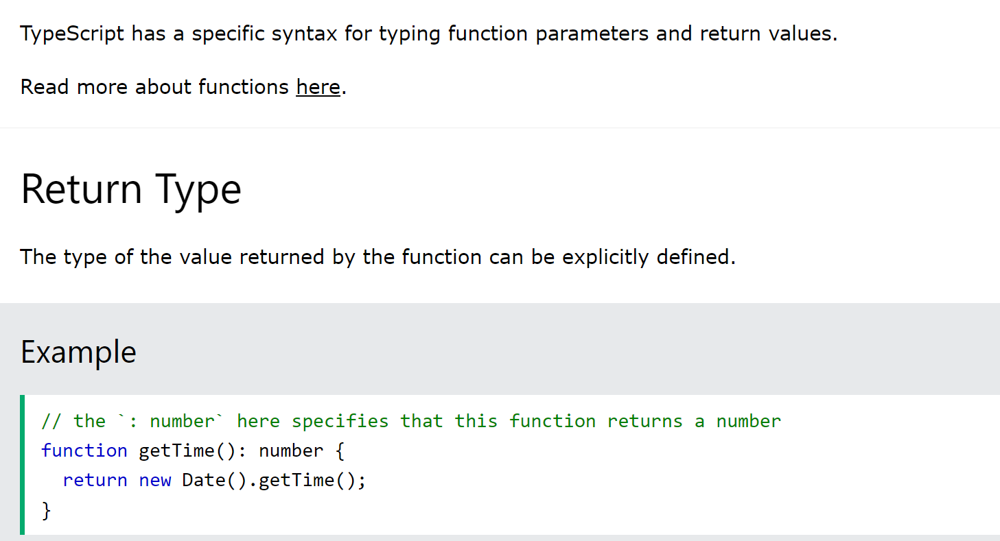 TypeScript has a specific syntax for typing function parameters and return values.
Read more about functions here.
Return Type
The type of the value returned by the function can be explicitly defined.
Example
// the `: number` here specifies that this function returns a number
function getTime(): number {
  return new Date().getTime();
}